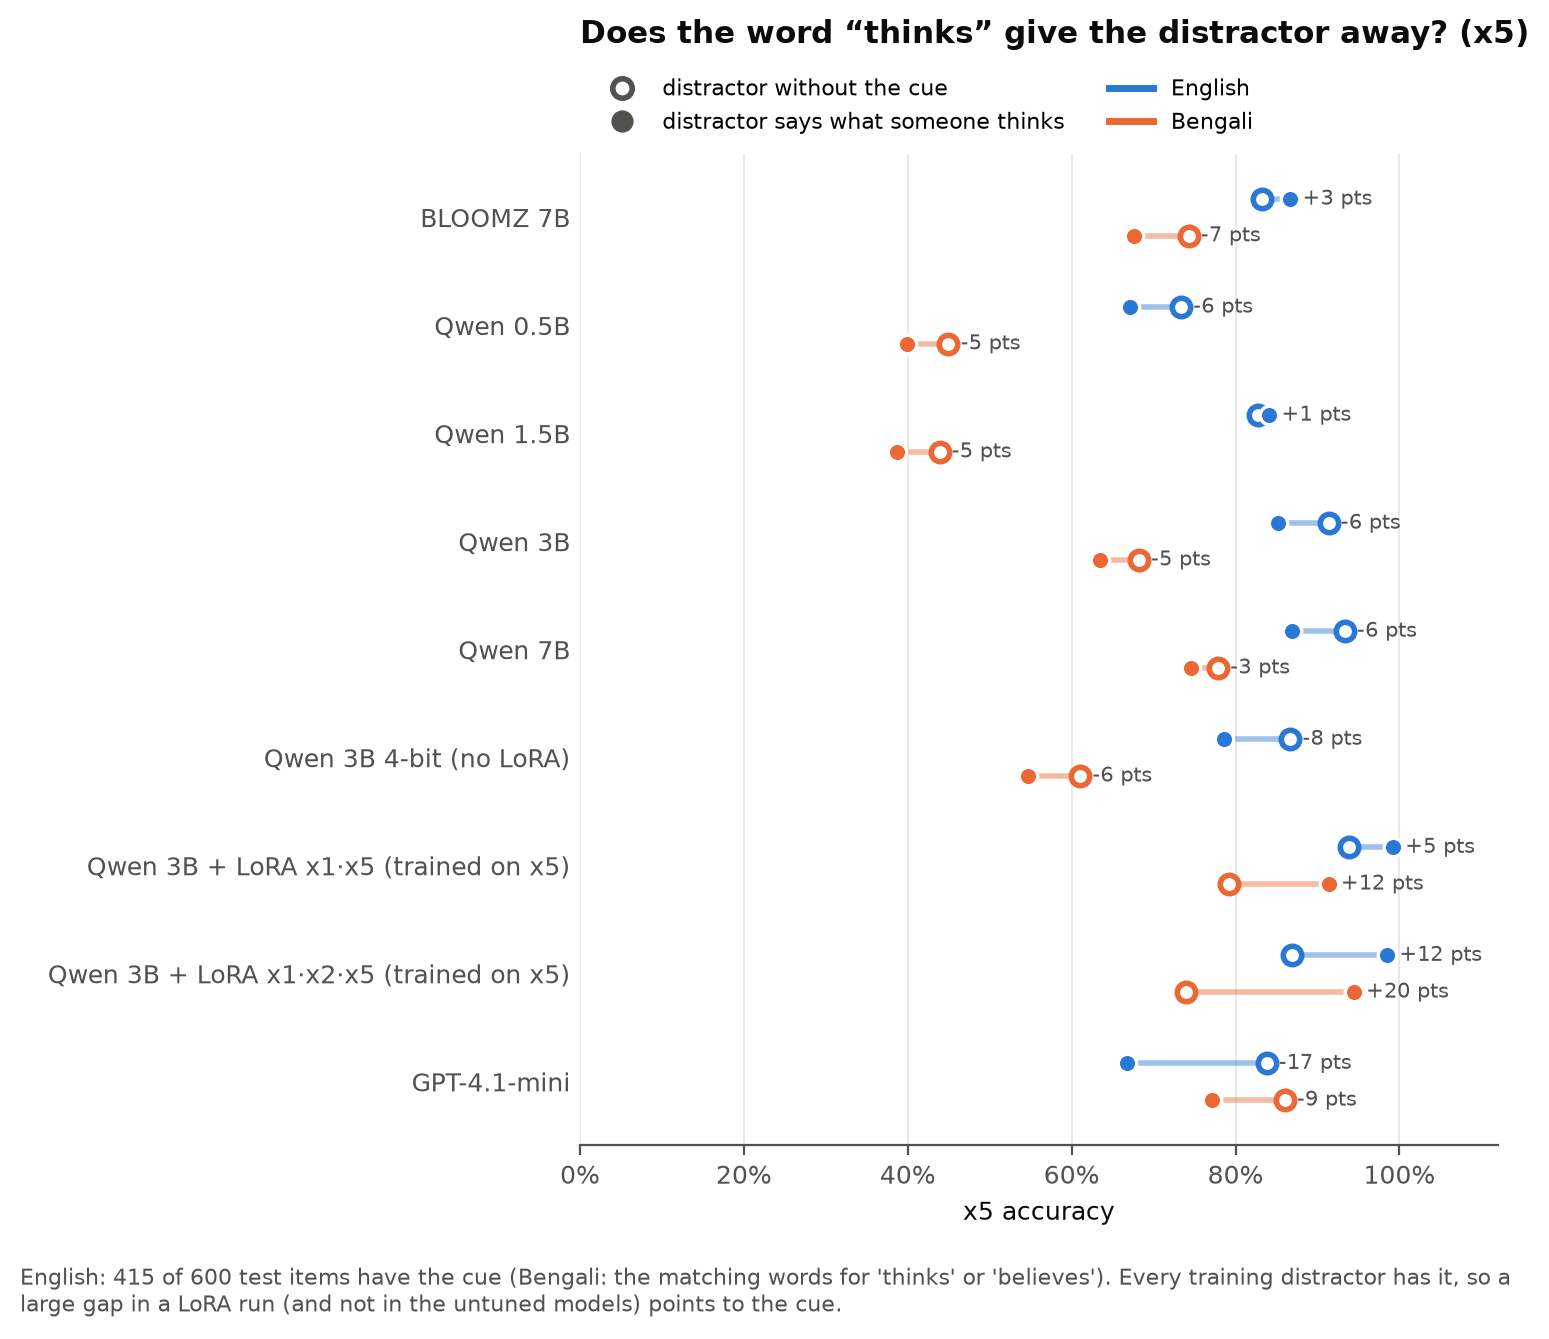 Does the word “thinks” give the distractor away? (x5)
distractor without the cue
distractor says what someone thinks
English
Bengali
BLOOMZ 7B
+3 pts
-7 pts
Qwen 0.5B
-6 pts
-5 pts
Qwen 1.5B
+1 pts
-5 pts
Qwen 3B
-6 pts
-5 pts
Qwen 7B
-6 pts
-3 pts
Qwen 3B 4-bit (no LoRA)
-8 pts
-6 pts
Qwen 3B + LoRA x1·x5 (trained on x5)
+5 pts
+12 pts
Qwen 3B + LoRA x1·x2·x5 (trained on x5)
+12 pts
+20 pts
GPT-4.1-mini
-17 pts
-9 pts
0%
20%
40%
60%
80%
100%
x5 accuracy
English: 415 of 600 test items have the cue (Bengali: the matching words for 'thinks' or 'believes'). Every training distractor has it, so a
large gap in a LoRA run (and not in the untuned models) points to the cue.